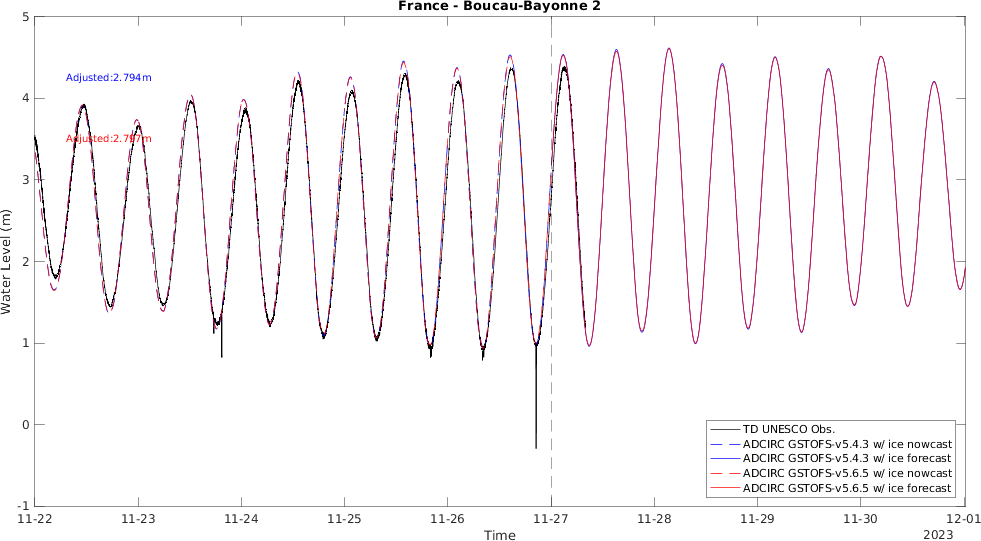 France - Boucau-Bayonne 2
5
4
3
2
1
0
-1
Water Level (m)
Adjusted:2.794m
Adjusted:2.797m
TD UNESCO Obs.
ADCIRC GSTOFS-v5.4.3 w/ ice nowcast
ADCIRC GSTOFS-v5.4.3 w/ ice forecast
ADCIRC GSTOFS-v5.6.5 w/ ice nowcast
ADCIRC GSTOFS-v5.6.5 w/ ice forecast
11-22 11-23 11-24 11-25 11-26 11-27 11-28 11-29 11-30 12-01
Time
2023